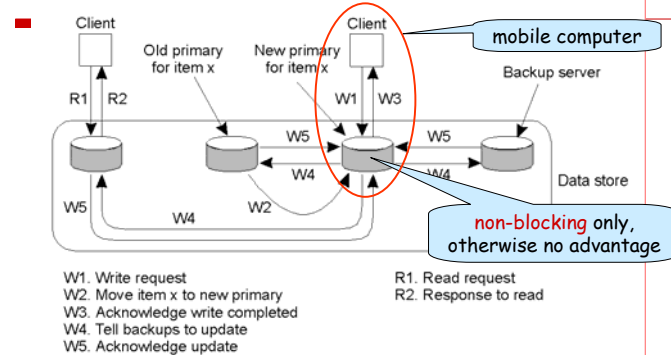 Client
Old primary
for item x
New primary
for item x
Client
mobile computer
Backup server
R1
R2
W1
W3
W5
W5
W4
W4
W5
W4
W2
Data store
non-blocking only,
otherwise no advantage
W1. Write request
W2. Move item x to new primary
W3. Acknowledge write completed
W4. Tell backups to update
W5. Acknowledge update
R1. Read request
R2. Response to read